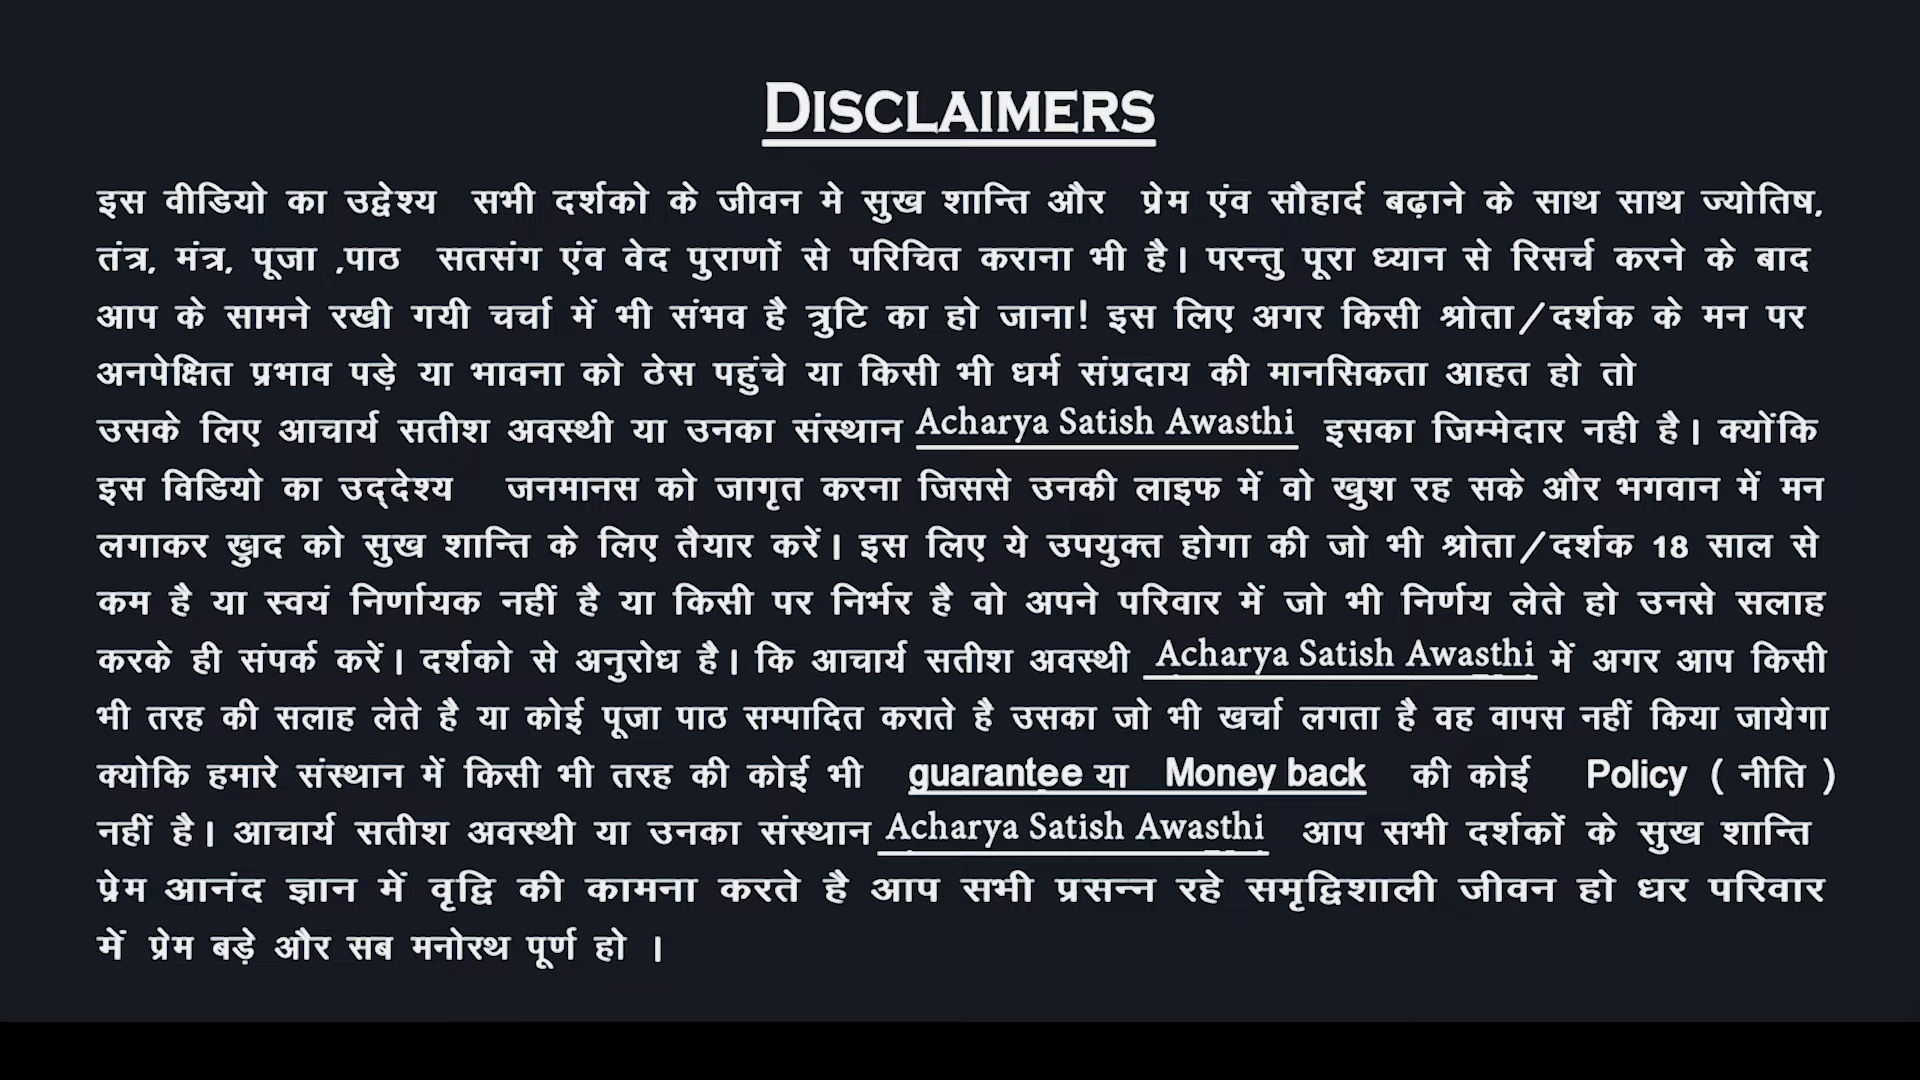 DISCLAIMERS
इस वीडियो का उद्वेश्य सभी दर्शको के जीवन मे सुख शान्ति और प्रेम एंव सौहार्द बढ़ाने के साथ साथ ज्योतिष,
तंत्र, मंत्र, पूजा ,पाठ सतसंग एंव वेद पुराणों से परिचित कराना भी है। परन्तु पूरा ध्यान से रिसर्च करने के बाद
आप के सामने रखी गयी चर्चा में भी संभव है त्रुटि का हो जाना! इस लिए अगर किसी श्रोता/दर्शक के मन पर
अनपेक्षित प्रभाव पड़े या भावना को ठेस पहुंचे या किसी भी धर्म संप्रदाय की मानसिकता आहत हो तो
उसके लिए आचार्य सतीश अवस्थी या उनका संस्थान Acharya Satish Awasthi इसका जिम्मेदार नही है। क्योंकि
इस विडियो का उद्देश्य जनमानस को जागृत करना जिससे उनकी लाइफ में वो खुश रह सके और भगवान में मन
लगाकर खुद को सुख शान्ति के लिए तैयार करें। इस लिए ये उपयुक्त होगा की जो भी श्रोता/दर्शक 18 साल से
कम है या स्वयं निर्णायक नहीं है या किसी पर निर्भर है वो अपने परिवार में जो भी निर्णय लेते हो उनसे सलाह
करके ही संपर्क करें। दर्शको से अनुरोध है। कि आचार्य सतीश अवस्थी Acharya Satish Awasthi में अगर आप किसी
भी तरह की सलाह लेते है या कोई पूजा पाठ सम्पादित कराते है उसका जो भी खर्चा लगता है वह वापस नहीं किया जायेगा
क्योकि हमारे संस्थान में किसी भी तरह की कोई भी guarantee या Money back की कोई Policy ( नीति )
नहीं है। आचार्य सतीश अवस्थी या उनका संस्थान Acharya Satish Awasthi आप सभी दर्शकों के सुख शान्ति
प्रेम आनंद ज्ञान में वृद्वि की कामना करते है आप सभी प्रसन्न रहे समृद्विशाली जीवन हो धर परिवार
में प्रेम बड़े और सब मनोरथ पूर्ण हो ।